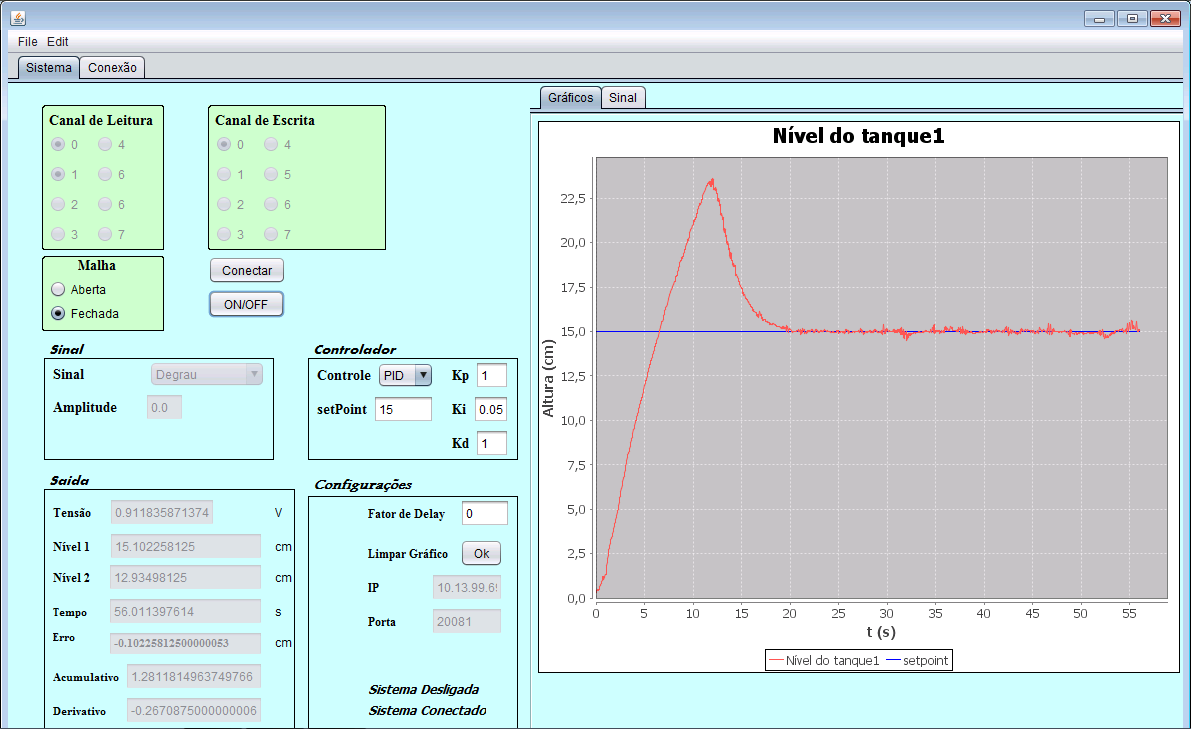 File Edit
Sistema Conexão
Canal de Leitura
0 4
1 6
2 6
3 7
Canal de Escrita
0 4
1 5
2 6
3 7
Malha
Aberta
Fechada
Conectar
ON/OFF
Sinal
Sinal Degrau
Amplitude 0.0
Controlador
Controle PID Kp 1
setPoint 15 Ki 0.05
Kd 1
Saida
Tensão 0.911835871374 V
Nível 1 15.102258125 cm
Nível 2 12.93498125 cm
Tempo 56.011397614 s
Erro -0.10225812500000053 cm
Acumulativo 1.2811814963749766
Derivativo -0.2670875000000006
Configurações
Fator de Delay 0
Limpar Gráfico Ok
IP 10.13.99.6
Porta 20081
Sistema Desligada
Sistema Conectado
Gráficos Sinal
Nível do tanque1
Altura (cm)
22,5
20,0
17,5
15,0
12,5
10,0
7,5
5,0
2,5
0,0
0 5 10 15 20 25 30 35 40 45 50 55
t (s)
Nível do tanque1 setpoint